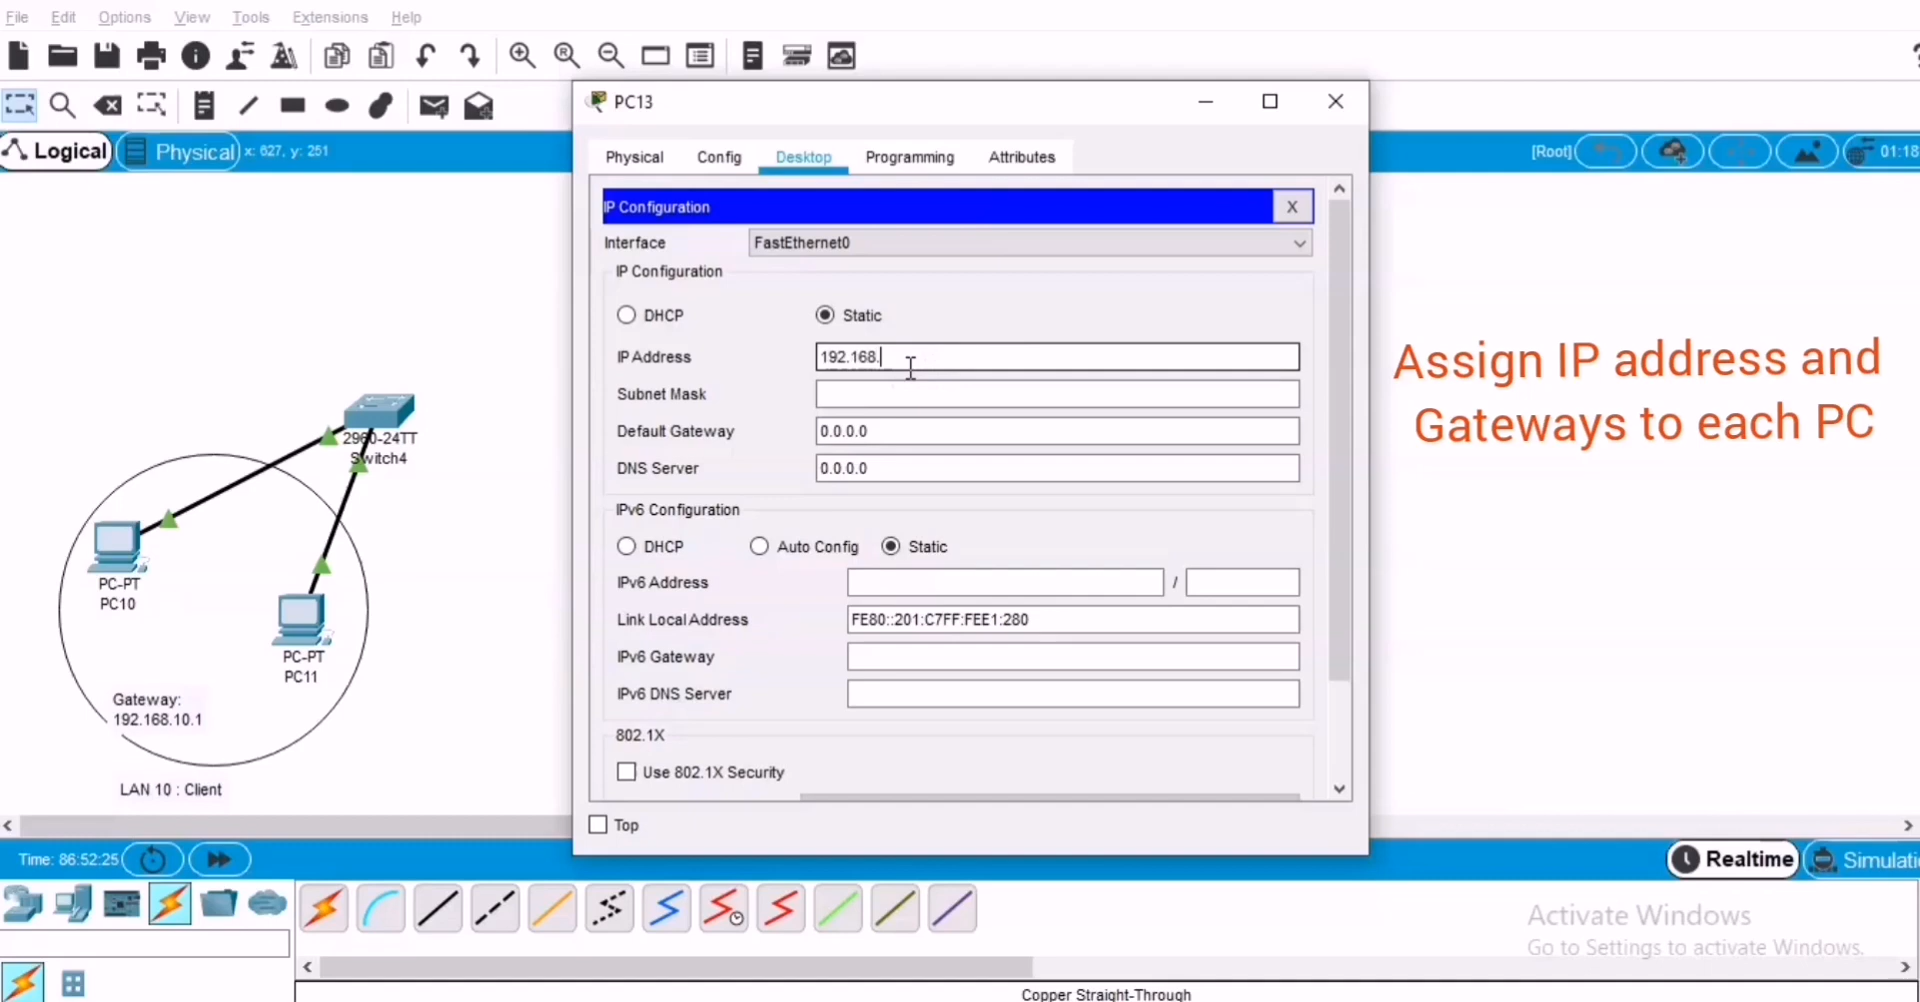 File Edit Options View Tools Extensions Help
PC13
Logical Physical x: 627, y: 251
[Root] 01:18
Physical Config Desktop Programming Attributes
IP Configuration X
Interface FastEthernet0
IP Configuration
DHCP Static
IP Address 192.168.
Subnet Mask
Default Gateway 0.0.0.0
DNS Server 0.0.0.0
IPv6 Configuration
DHCP Auto Config Static
IPv6 Address /
Link Local Address FE80::201:C7FF:FEE1:280
IPv6 Gateway
IPv6 DNS Server
802.1X
Use 802.1X Security
Top
Assign IP address and
Gateways to each PC
2960-24TT
Switch4
PC-PT
PC10
PC-PT
PC11
Gateway:
192.168.10.1
LAN 10 : Client
Time: 86:52:25
Realtime Simulati
Activate Windows
Go to Settings to activate Windows.
Copper Straight-Through